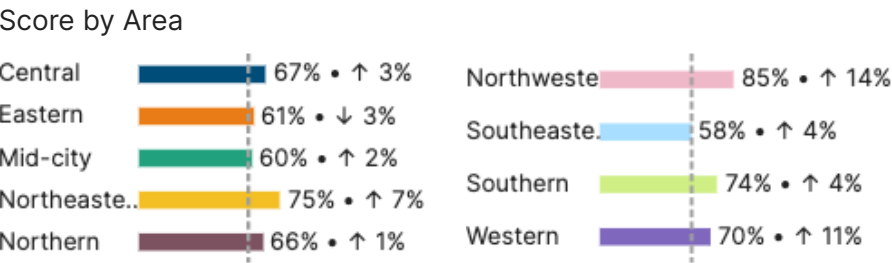 Score by Area
Central 67% • ↑ 3%
Eastern 61% • ↓ 3%
Mid-city 60% • ↑ 2%
Northeaste.. 75% • ↑ 7%
Northern 66% • ↑ 1%
Northweste 85% • ↑ 14%
Southeaste. 58% • ↑ 4%
Southern 74% • ↑ 4%
Western 70% • ↑ 11%